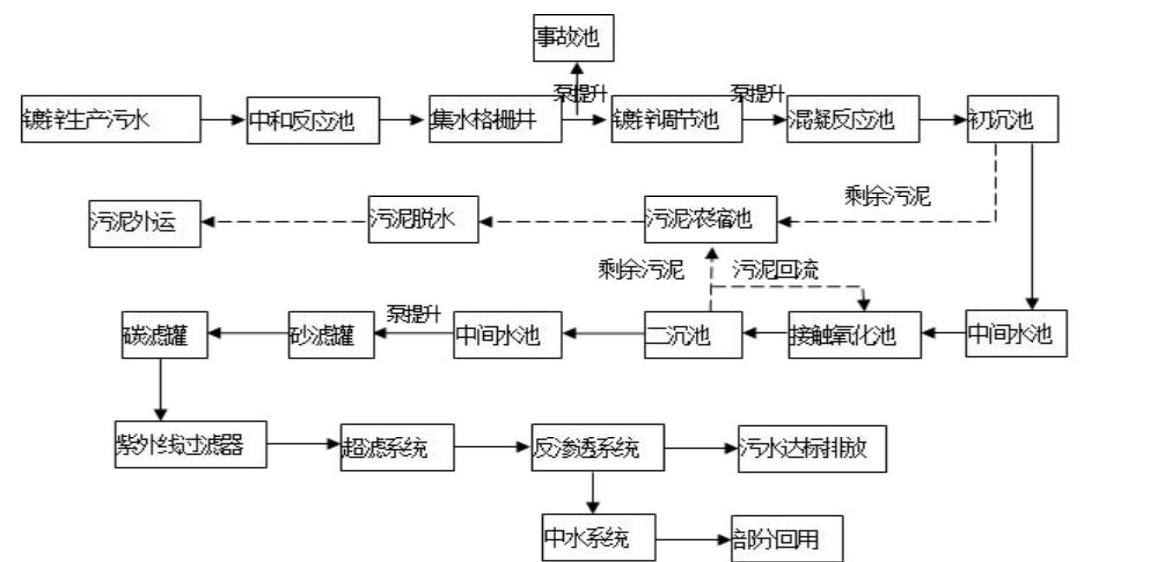 事故池
泵提升
泵提升
镀锌生产污水
中和反应池
集水格栅井
镀锌调节池
混凝反应池
初沉池
剩余污泥
污泥外运
污泥脱水
污泥浓缩池
剩余污泥
污泥回流
泵提升
碳滤罐
砂滤罐
中间水池
二沉池
接触氧化池
中间水池
紫外线过滤器
超滤系统
反渗透系统
污水达标排放
中水系统
部分回用